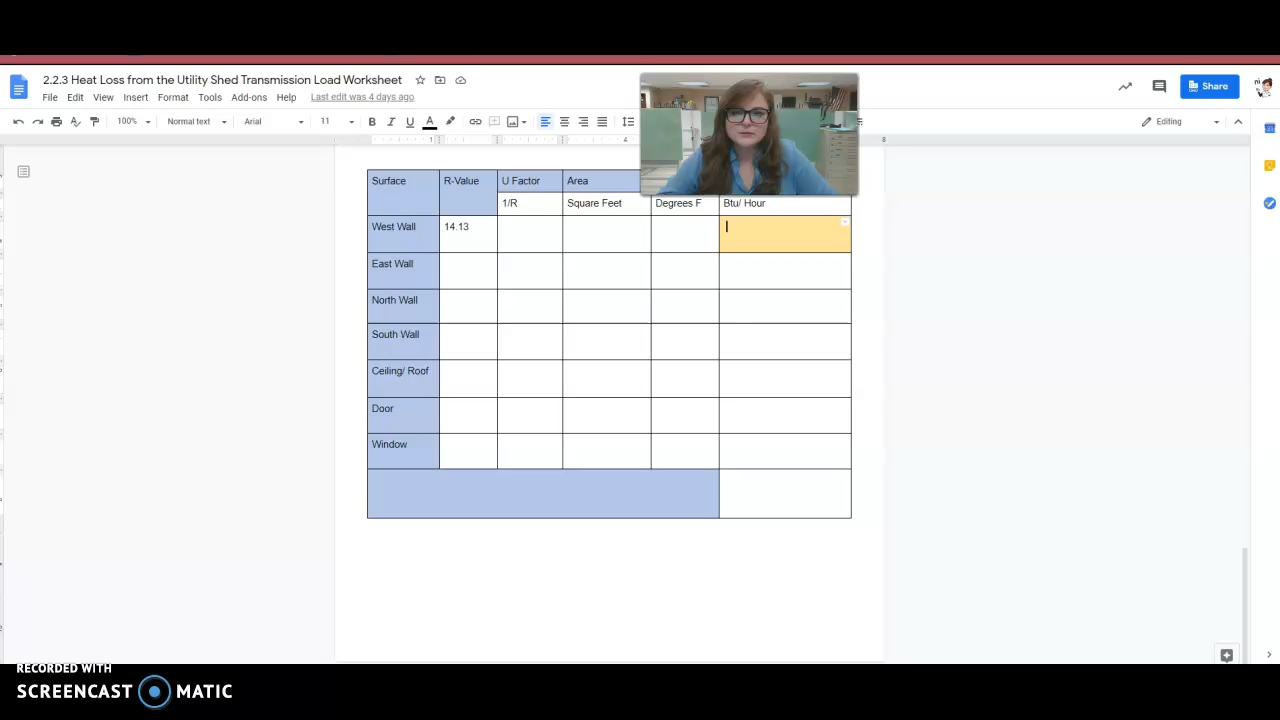 2.2.3 Heat Loss from the Utility Shed Transmission Load Worksheet
File Edit View Insert Format Tools Add-ons Help Last edit was 4 days ago
Share
100% Normal text Arial 11 Editing
1 4 8
Surface R-Value U Factor Area
1/R Square Feet Degrees F Btu/ Hour
West Wall 14.13
East Wall
North Wall
South Wall
Ceiling/ Roof
Door
Window
RECORDED WITH
SCREENCAST MATIC